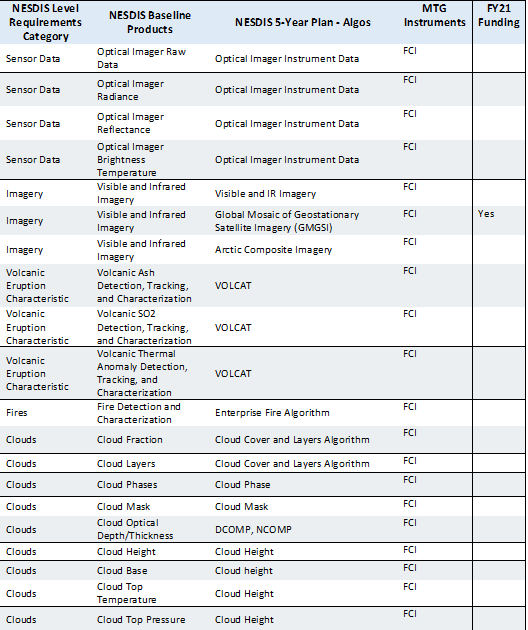 NESDIS Level Requirements Category | NESDIS Baseline Products | NESDIS 5-Year Plan - Algos | MTG Instruments | FY21 Funding
Sensor Data | Optical Imager Raw Data | Optical Imager Instrument Data | FCI
Sensor Data | Optical Imager Radiance | Optical Imager Instrument Data | FCI
Sensor Data | Optical Imager Reflectance | Optical Imager Instrument Data | FCI
Sensor Data | Optical Imager Brightness Temperature | Optical Imager Instrument Data | FCI
Imagery | Visible and Infrared Imagery | Visible and IR Imagery | FCI
Imagery | Visible and Infrared Imagery | Global Mosaic of Geostationary Satellite Imagery (GMGSI) | FCI | Yes
Imagery | Visible and Infrared Imagery | Arctic Composite Imagery | FCI
Volcanic Eruption Characteristic | Volcanic Ash Detection, Tracking, and Characterization | VOLCAT | FCI
Volcanic Eruption Characteristic | Volcanic SO2 Detection, Tracking, and Characterization | VOLCAT | FCI
Volcanic Eruption Characteristic | Volcanic Thermal Anomaly Detection, Tracking, and Characterization | VOLCAT | FCI
Fires | Fire Detection and Characterization | Enterprise Fire Algorithm | FCI
Clouds | Cloud Fraction | Cloud Cover and Layers Algorithm | FCI
Clouds | Cloud Layers | Cloud Cover and Layers Algorithm | FCI
Clouds | Cloud Phases | Cloud Phase | FCI
Clouds | Cloud Mask | Cloud Mask | FCI
Clouds | Cloud Optical Depth/Thickness | DCOMP, NCOMP | FCI
Clouds | Cloud Height | Cloud Height | FCI
Clouds | Cloud Base | Cloud height | FCI
Clouds | Cloud Top Temperature | Cloud Height | FCI
Clouds | Cloud Top Pressure | Cloud Height | FCI